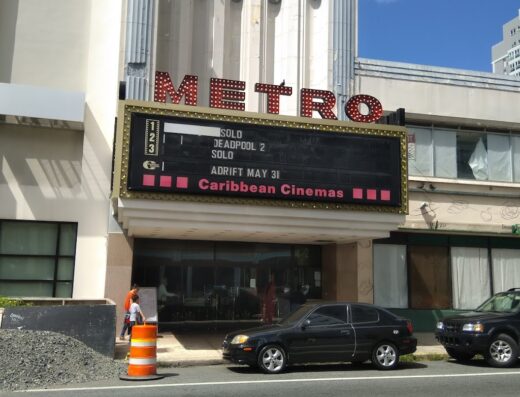 METRO
1 SOLO
2 DEADPOOL 2
3 SOLO
ADRIFT MAY 31
Caribbean Cinemas